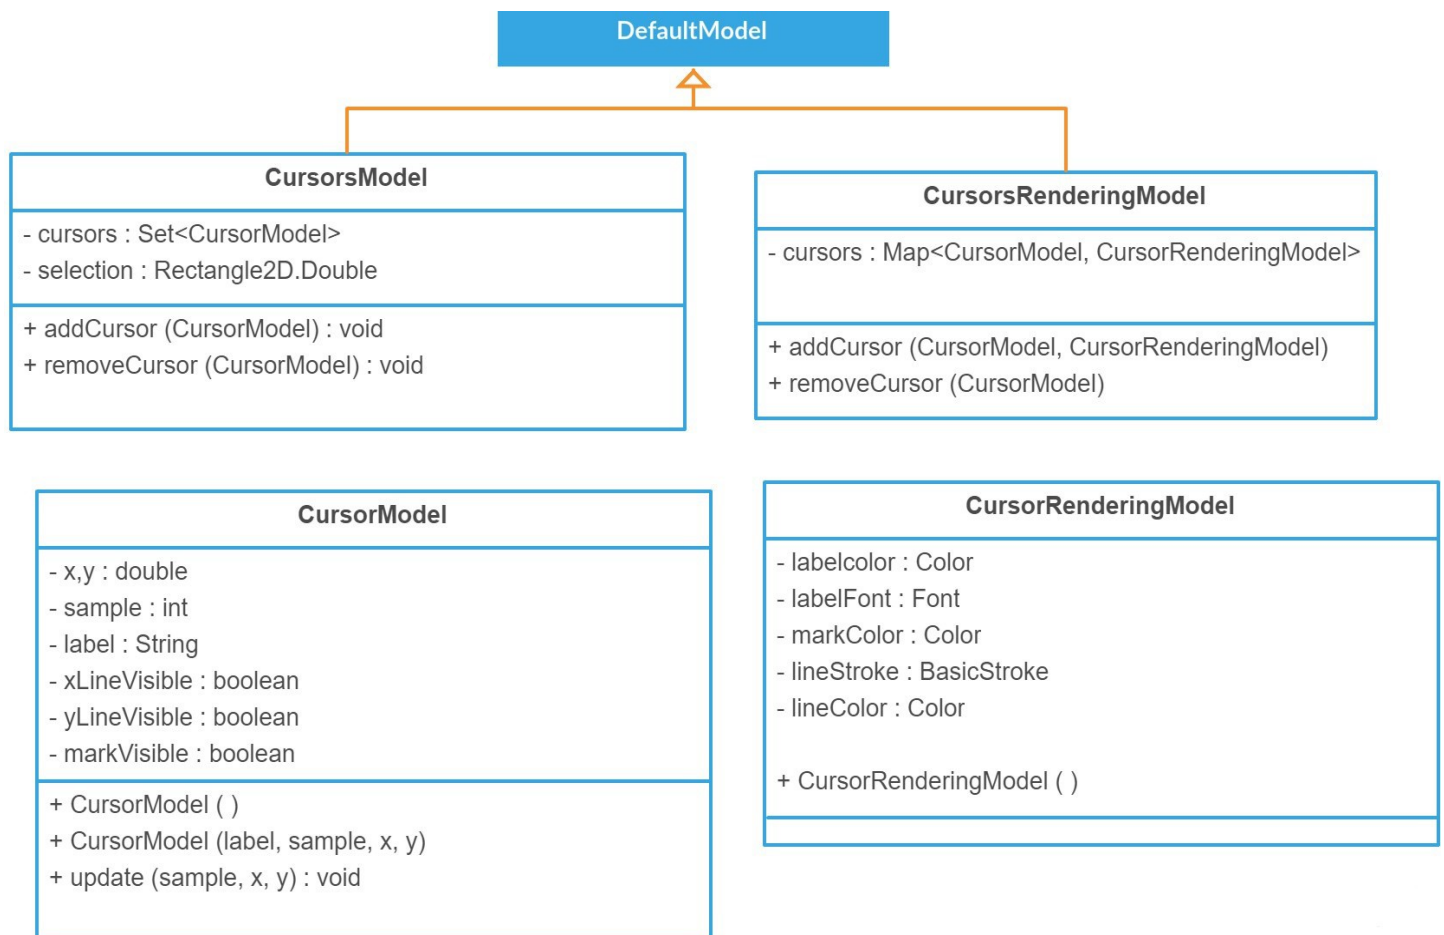 DefaultModel
CursorsModel
- cursors : Set<CursorModel>
- selection : Rectangle2D.Double
+ addCursor (CursorModel) : void
+ removeCursor (CursorModel) : void
CursorsRenderingModel
- cursors : Map<CursorModel, CursorRenderingModel>
+ addCursor (CursorModel, CursorRenderingModel)
+ removeCursor (CursorModel)
CursorModel
- x,y : double
- sample : int
- label : String
- xLineVisible : boolean
- yLineVisible : boolean
- markVisible : boolean
+ CursorModel ( )
+ CursorModel (label, sample, x, y)
+ update (sample, x, y) : void
CursorRenderingModel
- labelcolor : Color
- labelFont : Font
- markColor : Color
- lineStroke : BasicStroke
- lineColor : Color
+ CursorRenderingModel ( )